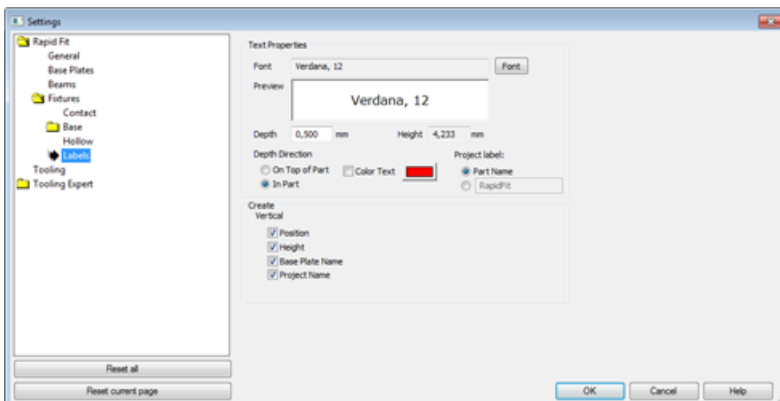 Settings
Rapid Fit
General
Base Plates
Beams
Fixtures
Contact
Base
Hollow
Labels
Tooling
Tooling Expert
Reset all
Reset current page
Text Properties
Font Verdana, 12 Font
Preview Verdana, 12
Depth 0,500 mm Height 4,233 mm
Depth Direction Project label:
On Top of Part Color Text Part Name
In Part RapidFit
Create
Vertical
Position
Height
Base Plate Name
Project Name
OK Cancel Help